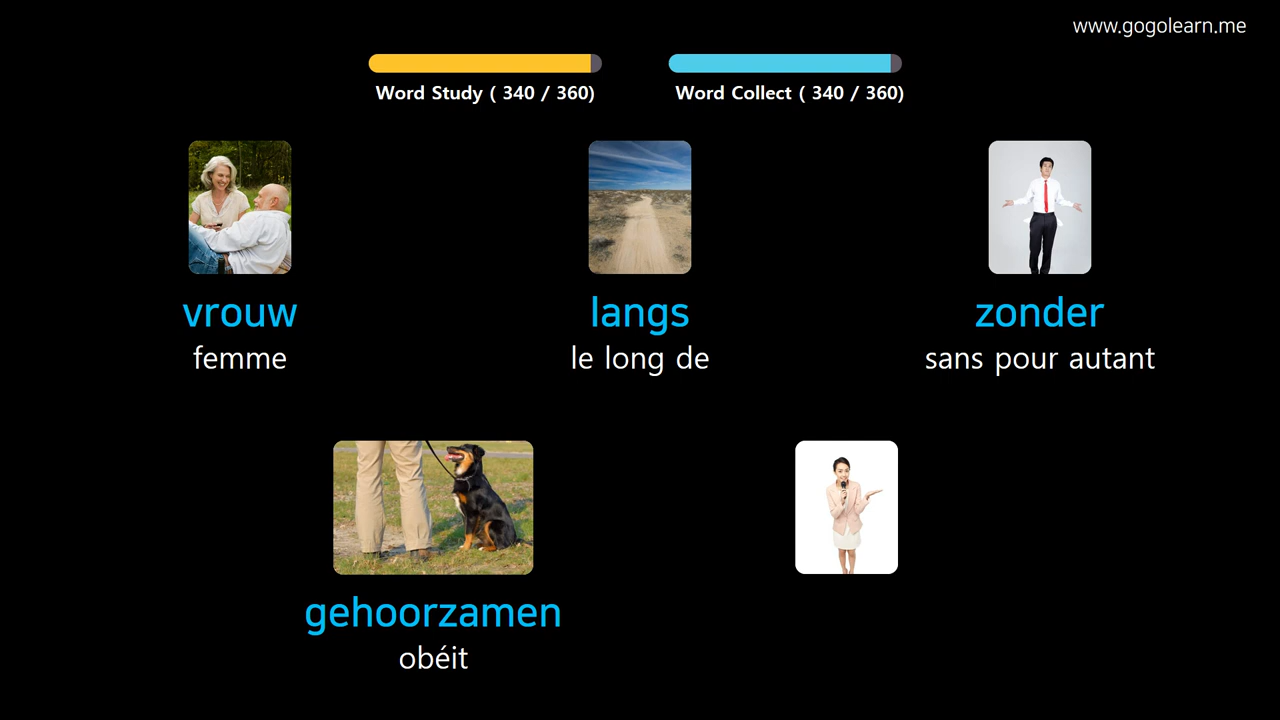 www.gogolearn.me
Word Study ( 340 / 360)
Word Collect ( 340 / 360)
vrouw
femme
langs
le long de
zonder
sans pour autant
gehoorzamen
obéit